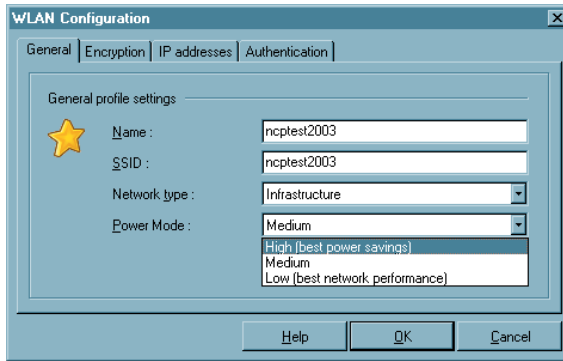 WLAN Configuration
General Encryption IP addresses Authentication
General profile settings
Name : ncptest2003
SSID : ncptest2003
Network type : Infrastructure
Power Mode : Medium
High (best power savings)
Medium
Low (best network performance)
Help OK Cancel